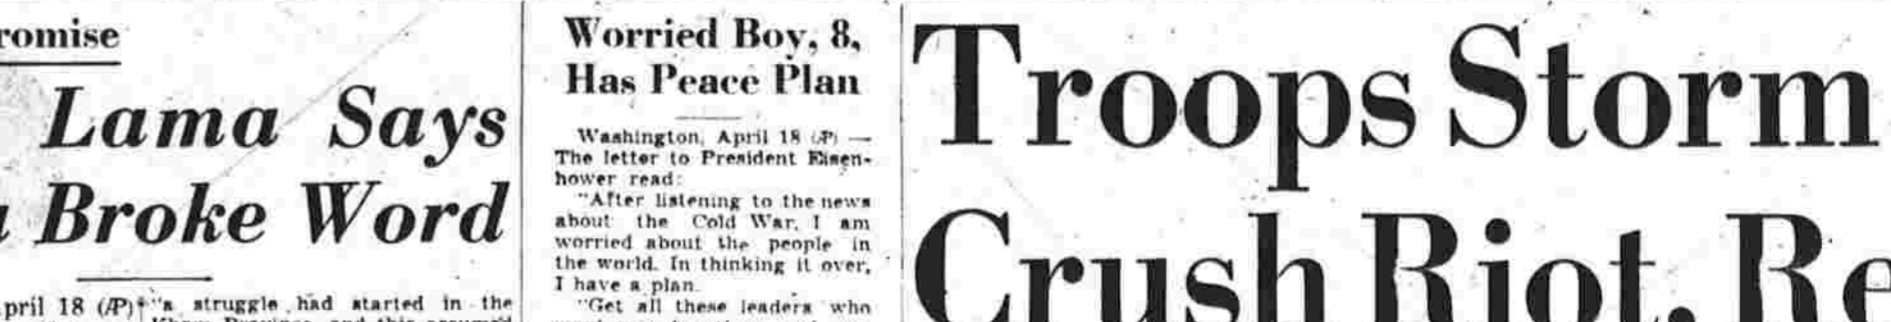 romise
Lama Says
Broke Word
pril 18 (AP) "a struggle had started in the
Worried Boy, 8,
Has Peace Plan
Washington, April 18 (AP) —
The letter to President Eisen-
hower read:
"After listening to the news
about the Cold War, I am
worried about the people in
the world. In thinking it over,
I have a plan.
"Get all these leaders who
Troops Storm
Crush Riot, Re